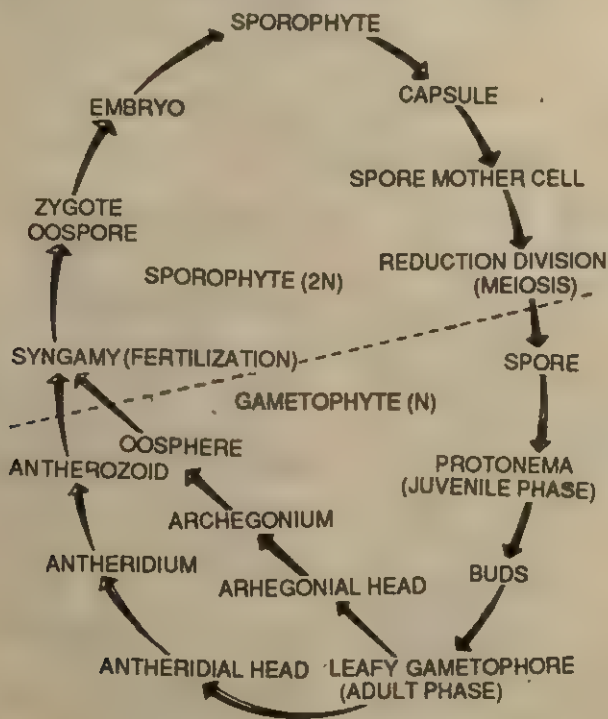 SPOROPHYTE
CAPSULE
EMBRYO
SPORE MOTHER CELL
ZYGOTE
OOSPORE
REDUCTION DIVISION
(MEIOSIS)
SPOROPHYTE (2N)
SYNGAMY (FERTILIZATION)
SPORE
GAMETOPHYTE (N)
OOSPHERE
ANTHEROZOID
PROTONEMA
(JUVENILE PHASE)
ARCHEGONIUM
ANTHERIDIUM
BUDS
ARHEGONIAL HEAD
ANTHERIDIAL HEAD
LEAFY GAMETOPHORE
(ADULT PHASE)